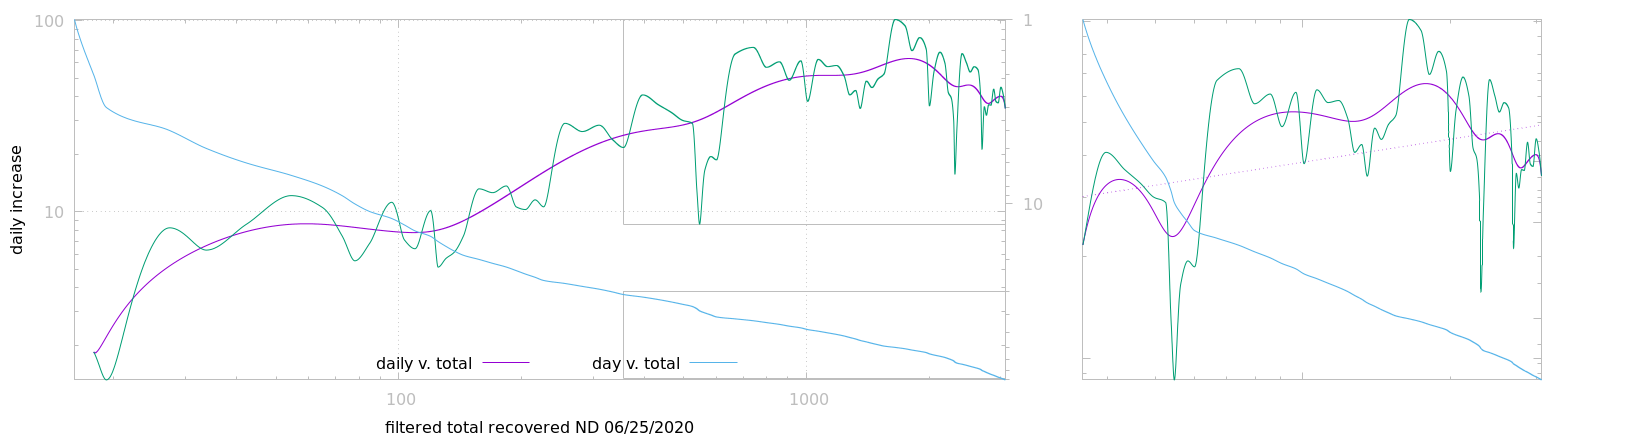 100
1
daily increase
10
10
daily v. total
day v. total
100
1000
filtered total recovered ND 06/25/2020